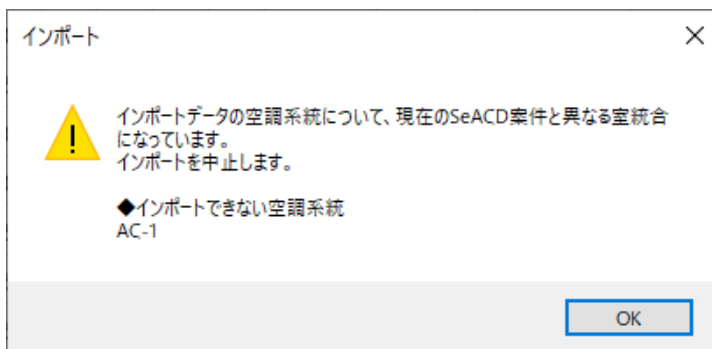 インポート
インポートデータの空調系統について、現在のSeACD案件と異なる室統合
になっています。
インポートを中止します。
◆インポートできない空調系統
AC-1
OK